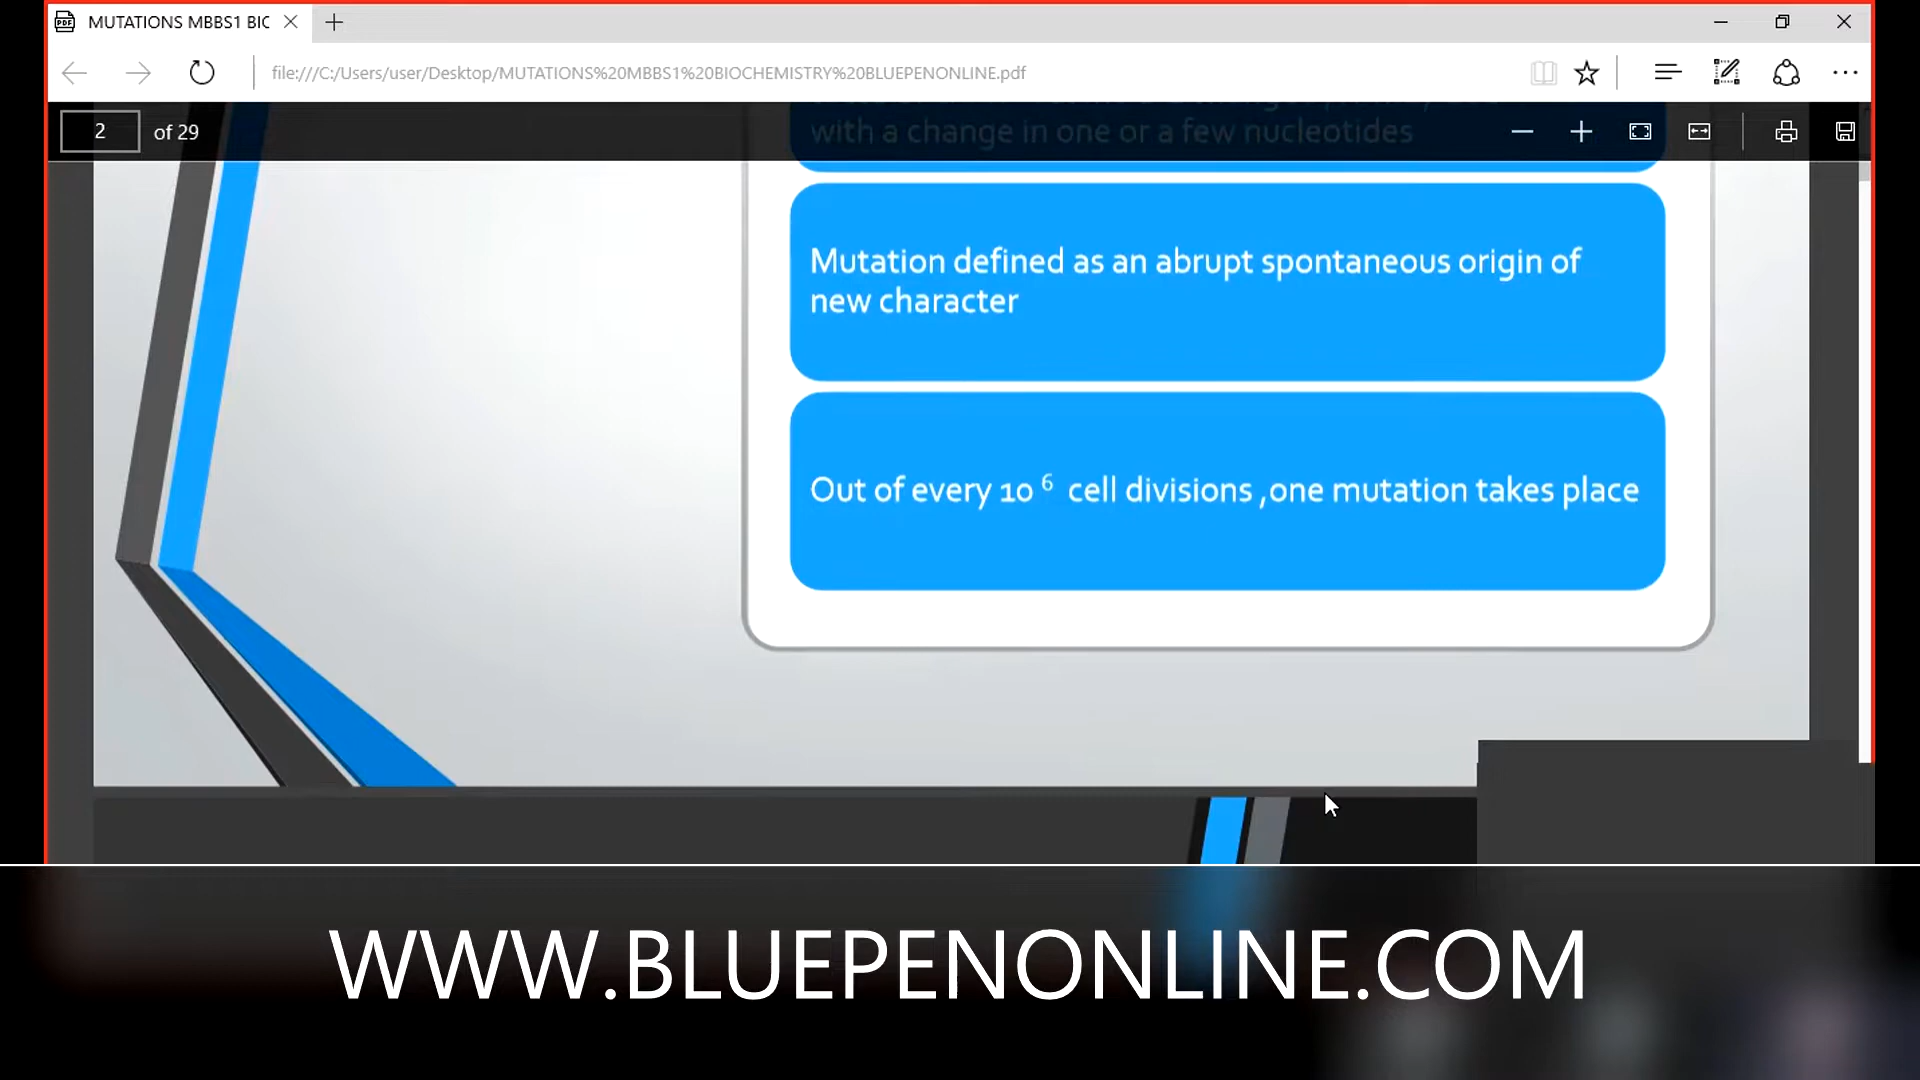 MUTATIONS MBBS1 BIO
file:///C:/Users/user/Desktop/MUTATIONS%20MBBS1%20BIOCHEMISTRY%20BLUEPENONLINE.pdf
2 of 29
with a change in one or a few nucleotides
Mutation defined as an abrupt spontaneous origin of
new character
Out of every 10 6 cell divisions ,one mutation takes place
WWW.BLUEPENONLINE.COM